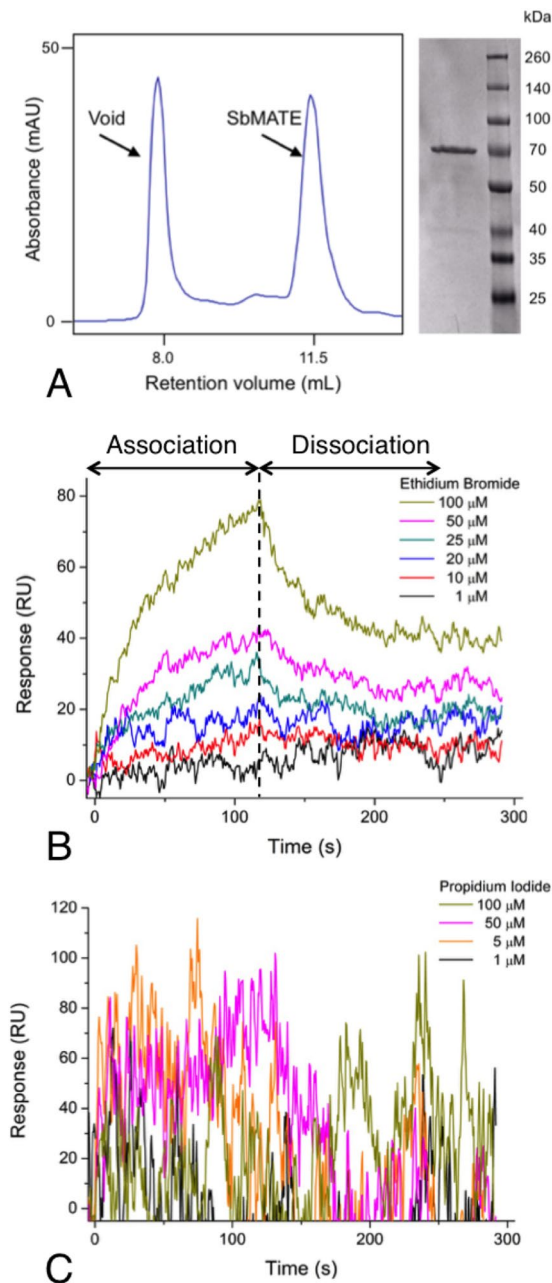 kDa
50
Void
SbMATE
Absorbance (mAU)
0
8.0
11.5
Retention volume (mL)
260
140
100
70
50
40
35
25
A
Association
Dissociation
Ethidium Bromide
100 μM
50 μM
25 μM
20 μM
10 μM
1 μM
80
60
40
20
0
Response (RU)
0
100
200
300
Time (s)
B
Propidium Iodide
100 μM
50 μM
5 μM
1 μM
120
100
80
60
40
20
0
Response (RU)
0
100
200
300
Time (s)
C